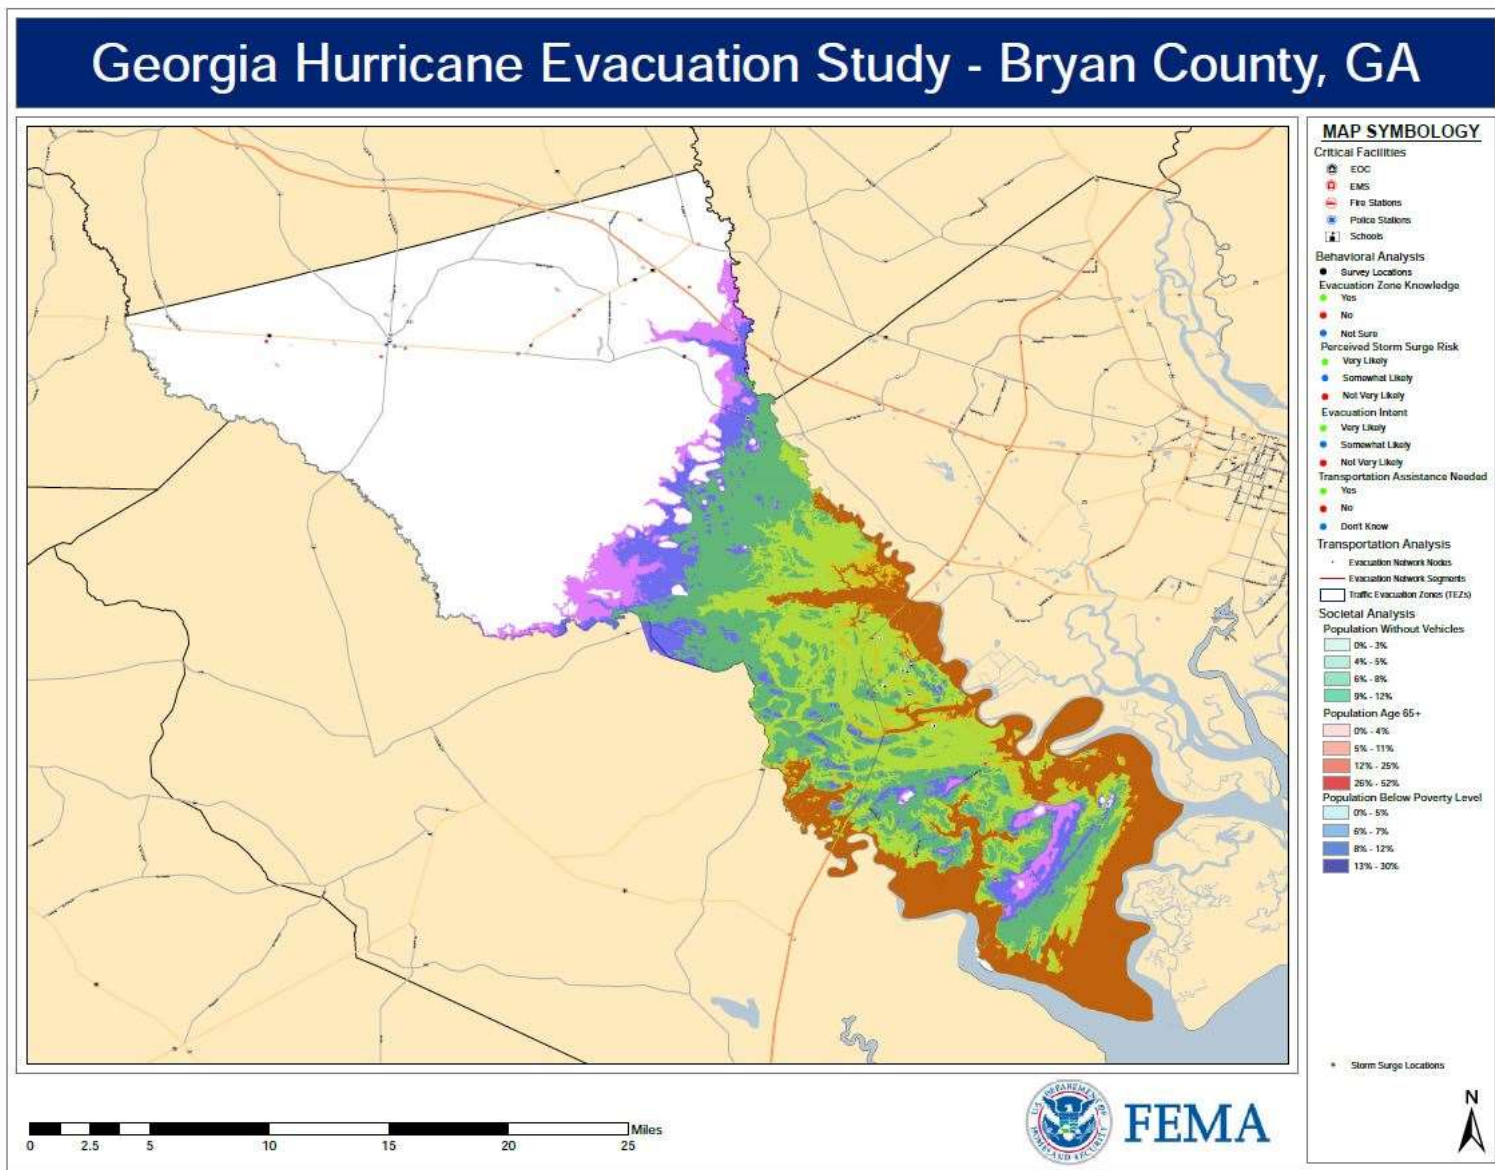 Georgia Hurricane Evacuation Study - Bryan County, GA
MAP SYMBOLOGY
Critical Facilities
EOC
EMS
Fire Stations
Police Stations
Schools
Behavioral Analysis
Survey Locations
Evacuation Zone Knowledge
Yes
No
Not Sure
Perceived Storm Surge Risk
Very Likely
Somewhat Likely
Not Very Likely
Evacuation Intent
Very Likely
Somewhat Likely
Not Very Likely
Transportation Assistance Needed
Yes
No
Don't Know
Transportation Analysis
Evacuation Network Nodes
Evacuation Network Segments
Traffic Evacuation Zones (TEZs)
Societal Analysis
Population Without Vehicles
0% - 3%
4% - 5%
6% - 8%
9% - 12%
Population Age 65+
0% - 4%
5% - 11%
12% - 25%
26% - 52%
Population Below Poverty Level
0% - 5%
6% - 7%
8% - 12%
13% - 30%
Storm Surge Locations
N
Miles
0 2.5 5 10 15 20 25
U.S. DEPARTMENT OF
HOMELAND SECURITY
FEMA